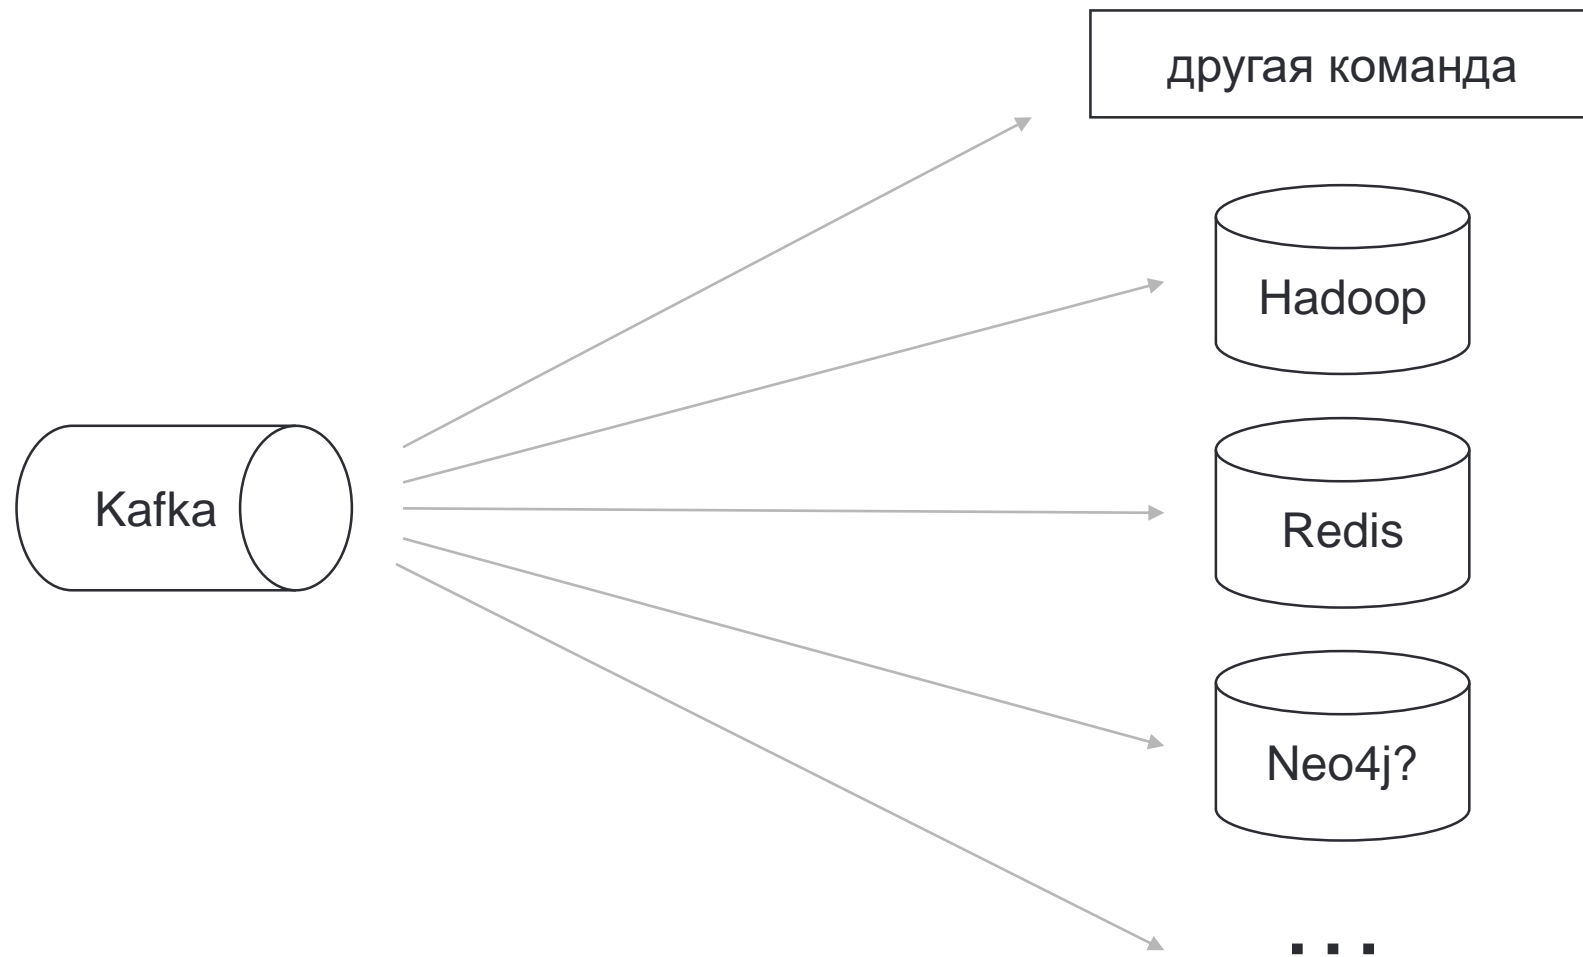 другая команда
Hadoop
Kafka
Redis
Neo4j?
...